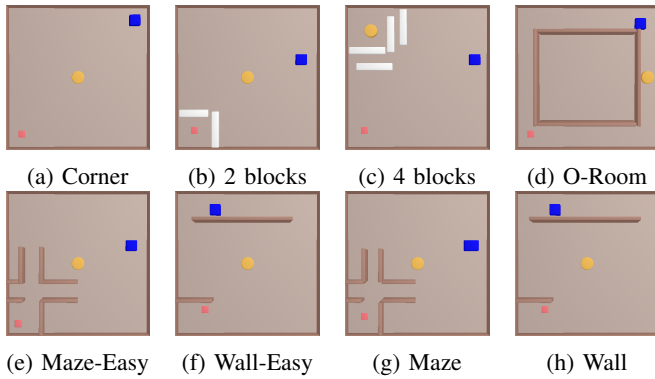 (a) Corner (b) 2 blocks (c) 4 blocks (d) O-Room
(e) Maze-Easy (f) Wall-Easy (g) Maze (h) Wall